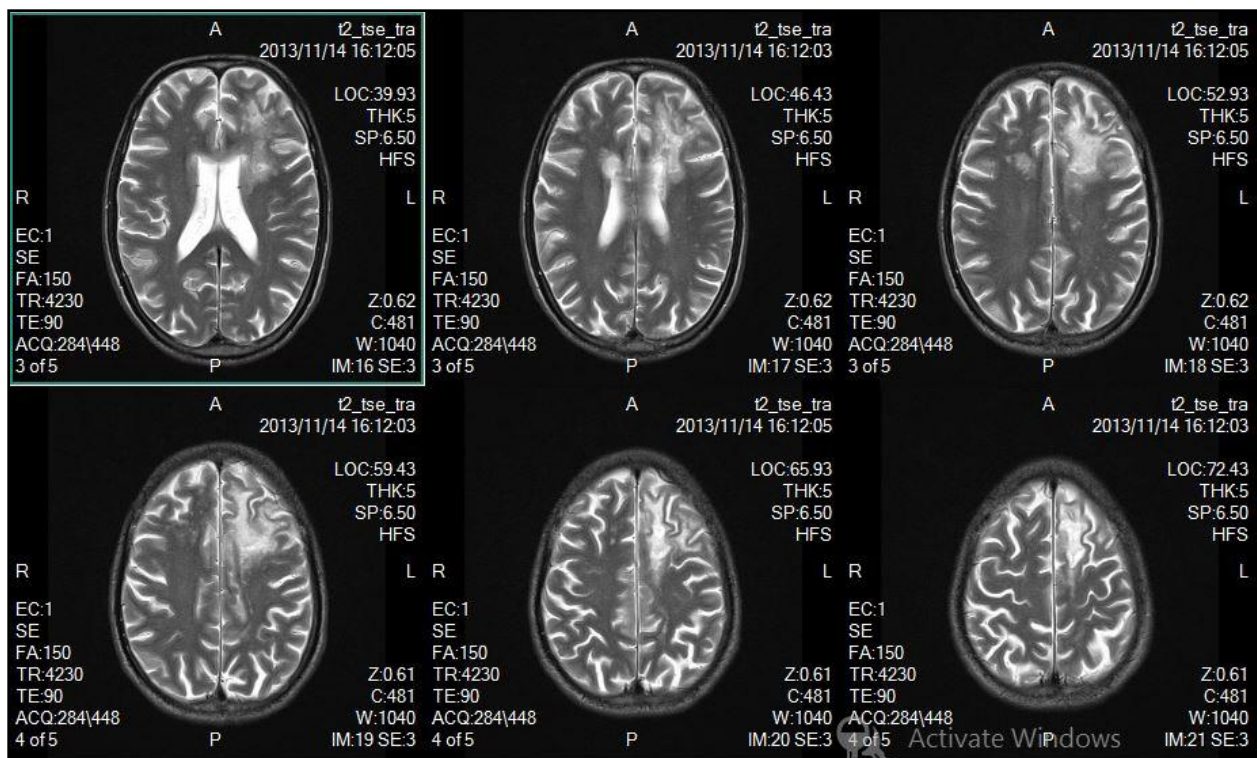 A
t2_tse_tra
2013/11/14 16:12:05
LOC:39.93
THK:5
SP:6.50
HFS
R
L
EC:1
SE
FA:150
TR:4230
TE:90
ACQ:284\448
3 of 5
Z:0.62
C:481
W:1040
IM:16 SE:3
P
A
t2_tse_tra
2013/11/14 16:12:03
LOC:46.43
THK:5
SP:6.50
HFS
R
L
EC:1
SE
FA:150
TR:4230
TE:90
ACQ:284\448
3 of 5
Z:0.62
C:481
W:1040
IM:17 SE:3
P
A
t2_tse_tra
2013/11/14 16:12:05
LOC:52.93
THK:5
SP:6.50
HFS
R
L
EC:1
SE
FA:150
TR:4230
TE:90
ACQ:284\448
3 of 5
Z:0.62
C:481
W:1040
IM:18 SE:3
P
A
t2_tse_tra
2013/11/14 16:12:03
LOC:59.43
THK:5
SP:6.50
HFS
R
L
EC:1
SE
FA:150
TR:4230
TE:90
ACQ:284\448
4 of 5
Z:0.61
C:481
W:1040
IM:19 SE:3
P
A
t2_tse_tra
2013/11/14 16:12:05
LOC:65.93
THK:5
SP:6.50
HFS
R
L
EC:1
SE
FA:150
TR:4230
TE:90
ACQ:284\448
4 of 5
Z:0.61
C:481
W:1040
IM:20 SE:3
P
A
t2_tse_tra
2013/11/14 16:12:03
LOC:72.43
THK:5
SP:6.50
HFS
R
L
EC:1
SE
FA:150
TR:4230
TE:90
ACQ:284\448
4 of 5
Z:0.61
C:481
W:1040
IM:21 SE:3
P
Activate Windows